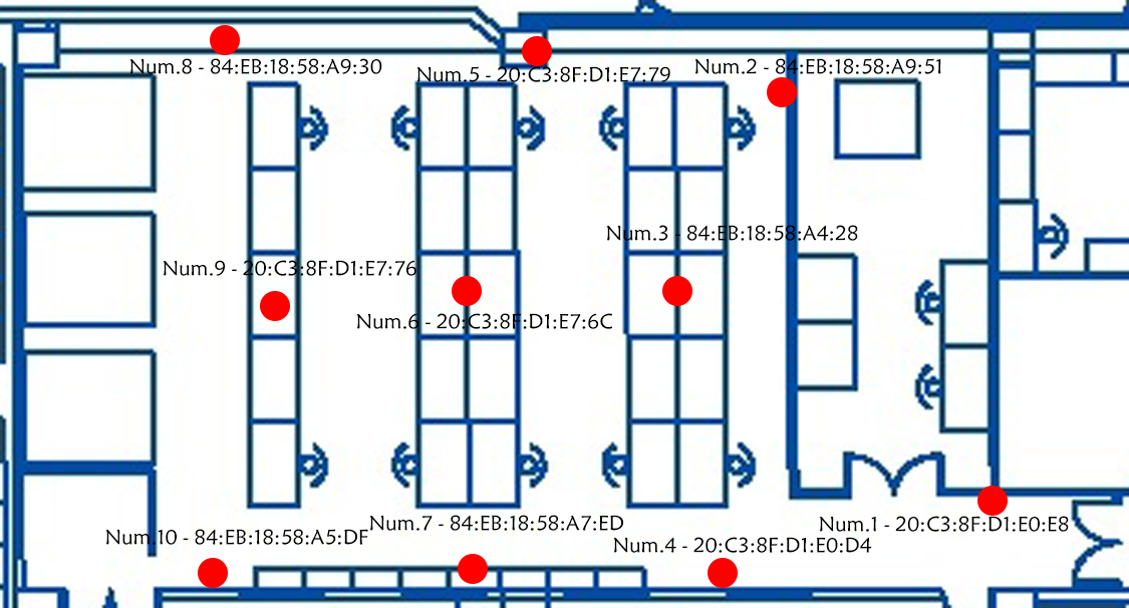 Num.8 - 84:EB:18:58:A9:30
Num.5 - 20:C3:8F:D1:E7:79
Num.2 - 84:EB:18:58:A9:51
Num.3 - 84:EB:18:58:A4:28
Num.9 - 20:C3:8F:D1:E7:76
Num.6 - 20:C3:8F:D1:E7:6C
Num.10 - 84:EB:18:58:A5:DF
Num.7 - 84:EB:18:58:A7:ED
Num.4 - 20:C3:8F:D1:E0:D4
Num.1 - 20:C3:8F:D1:E0:E8